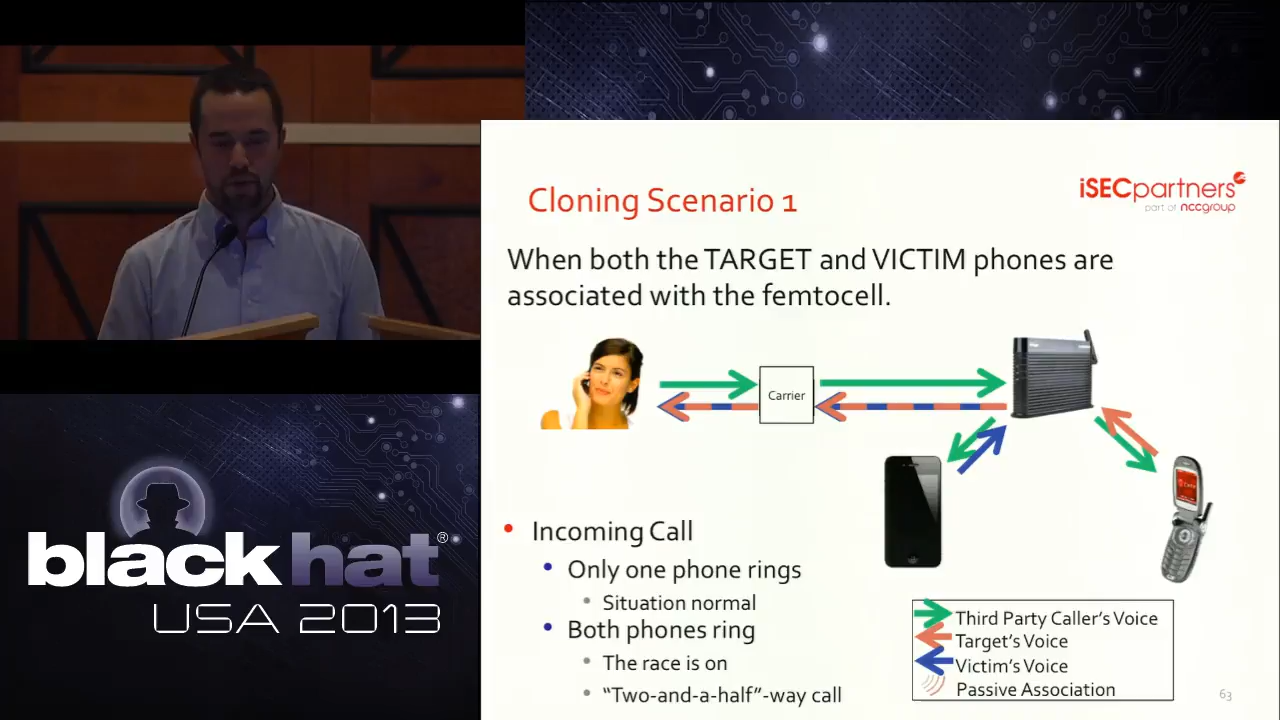 Cloning Scenario 1
iSECpartners
part of nccgroup
When both the TARGET and VICTIM phones are
associated with the femtocell.
Carrier
• Incoming Call
• Only one phone rings
• Situation normal
• Both phones ring
• The race is on
• “Two-and-a-half”-way call
Third Party Caller's Voice
Target's Voice
Victim's Voice
Passive Association
63
black hat®
USA 2013